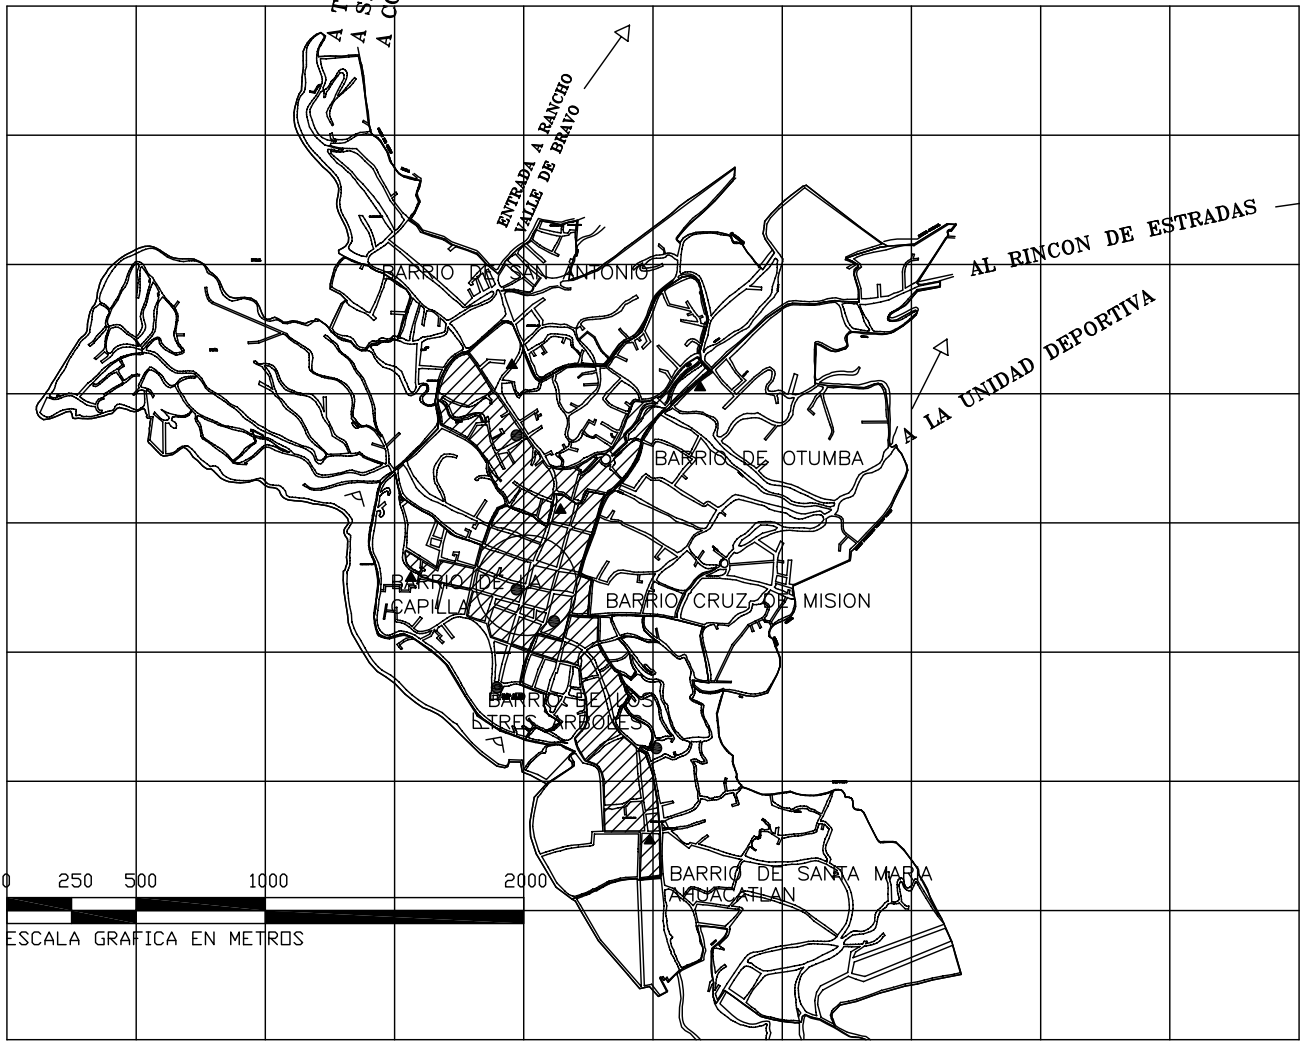 A T
A S
A CO
ENTRADA A RANCHO
VALLE DE BRAVO
AL RINCON DE ESTRADAS
BARRIO DE SAN ANTONIO
A LA UNIDAD DEPORTIVA
BARRIO DE OTUMBA
BARRIO DE LA
CAPILLA
BARRIO CRUZ DE MISION
BARRIO DE LOS
TRES ARBOLES
BARRIO DE SANTA MARIA
AHUACATLAN
0 250 500 1000 2000
ESCALA GRAFICA EN METROS